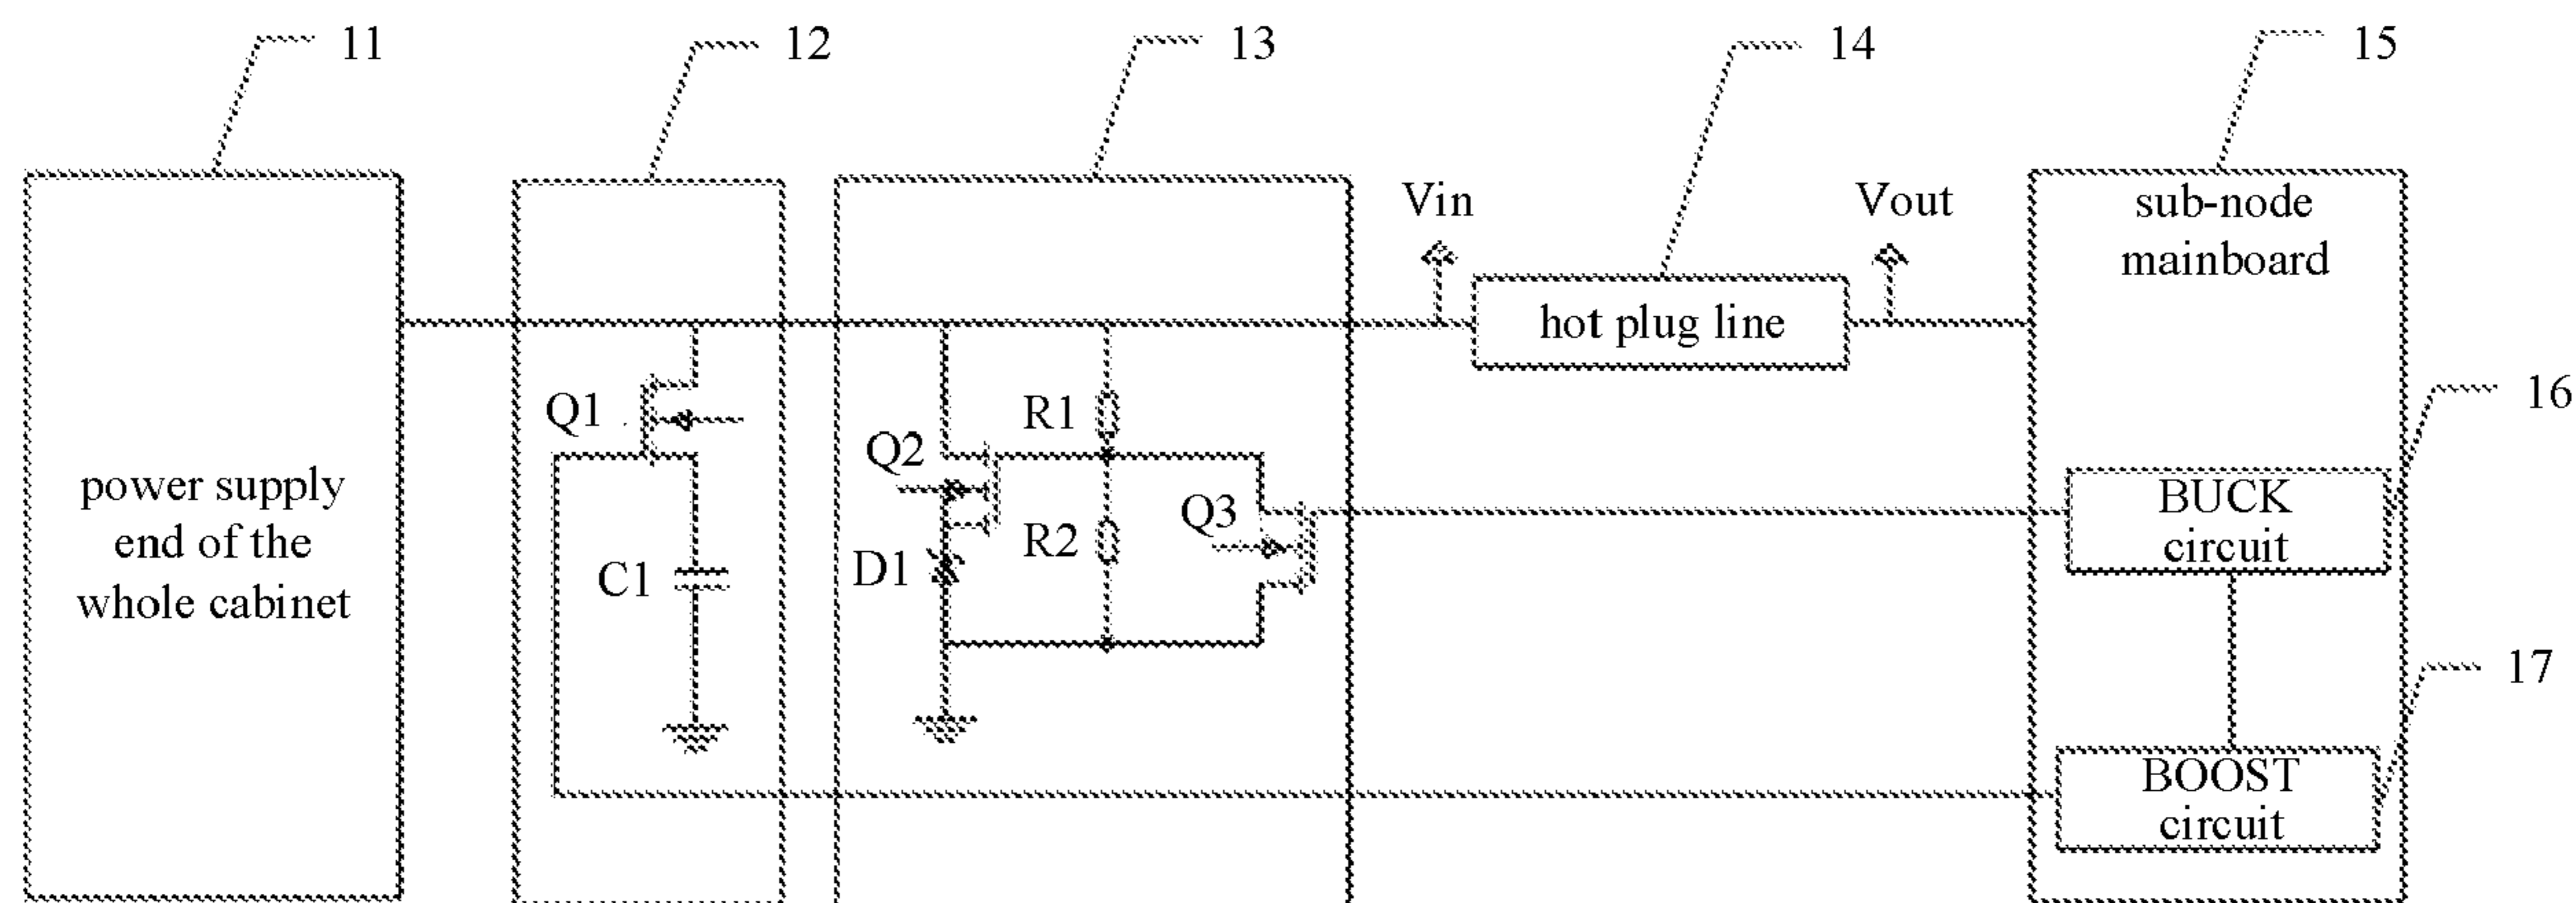 11
12
13
14
15
Vin
Vout
sub-node
mainboard
hot plug line
16
Q1
R1
Q2
power supply
end of the
whole cabinet
Q3
BUCK
circuit
R2
D1
C1
17
BOOST
circuit